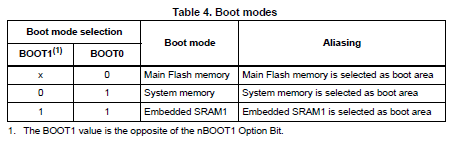 Table 4. Boot modes
Boot mode selection
Boot mode
Aliasing
BOOT1(1)
BOOT0
x 0 Main Flash memory Main Flash memory is selected as boot area
0 1 System memory System memory is selected as boot area
1 1 Embedded SRAM1 Embedded SRAM1 is selected as boot area
1. The BOOT1 value is the opposite of the nBOOT1 Option Bit.